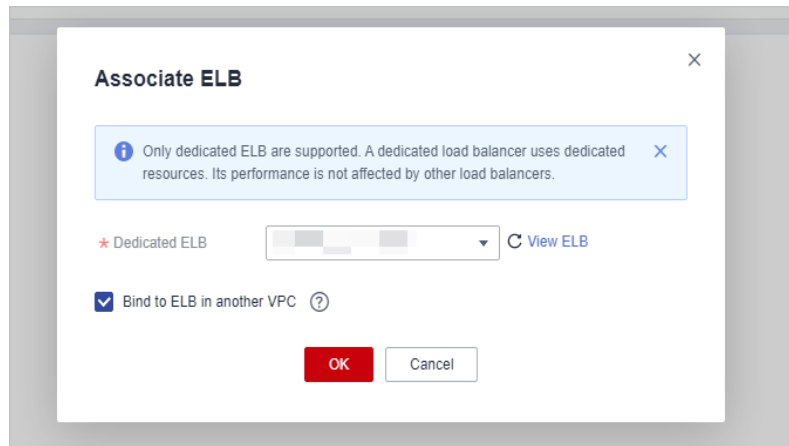 Associate ELB
Only dedicated ELB are supported. A dedicated load balancer uses dedicated
resources. Its performance is not affected by other load balancers.
* Dedicated ELB
View ELB
Bind to ELB in another VPC
OK Cancel